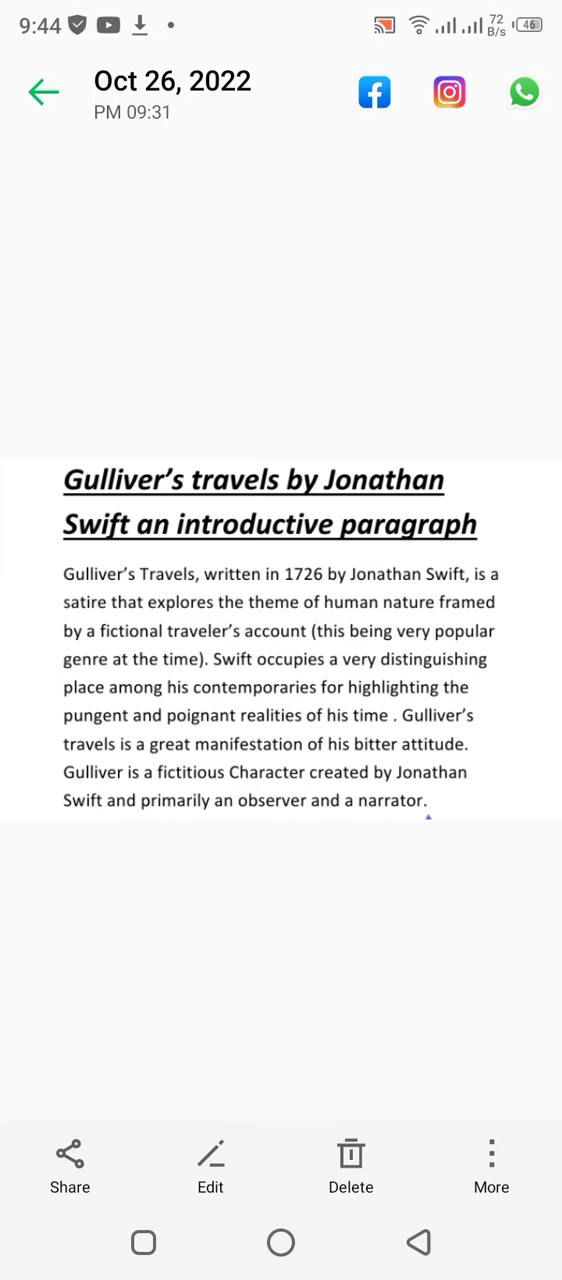 9:44 72 B/s 46
Oct 26, 2022
PM 09:31
Gulliver's travels by Jonathan
Swift an introductive paragraph
Gulliver's Travels, written in 1726 by Jonathan Swift, is a
satire that explores the theme of human nature framed
by a fictional traveler's account (this being very popular
genre at the time). Swift occupies a very distinguishing
place among his contemporaries for highlighting the
pungent and poignant realities of his time . Gulliver's
travels is a great manifestation of his bitter attitude.
Gulliver is a fictitious Character created by Jonathan
Swift and primarily an observer and a narrator.
Share Edit Delete More